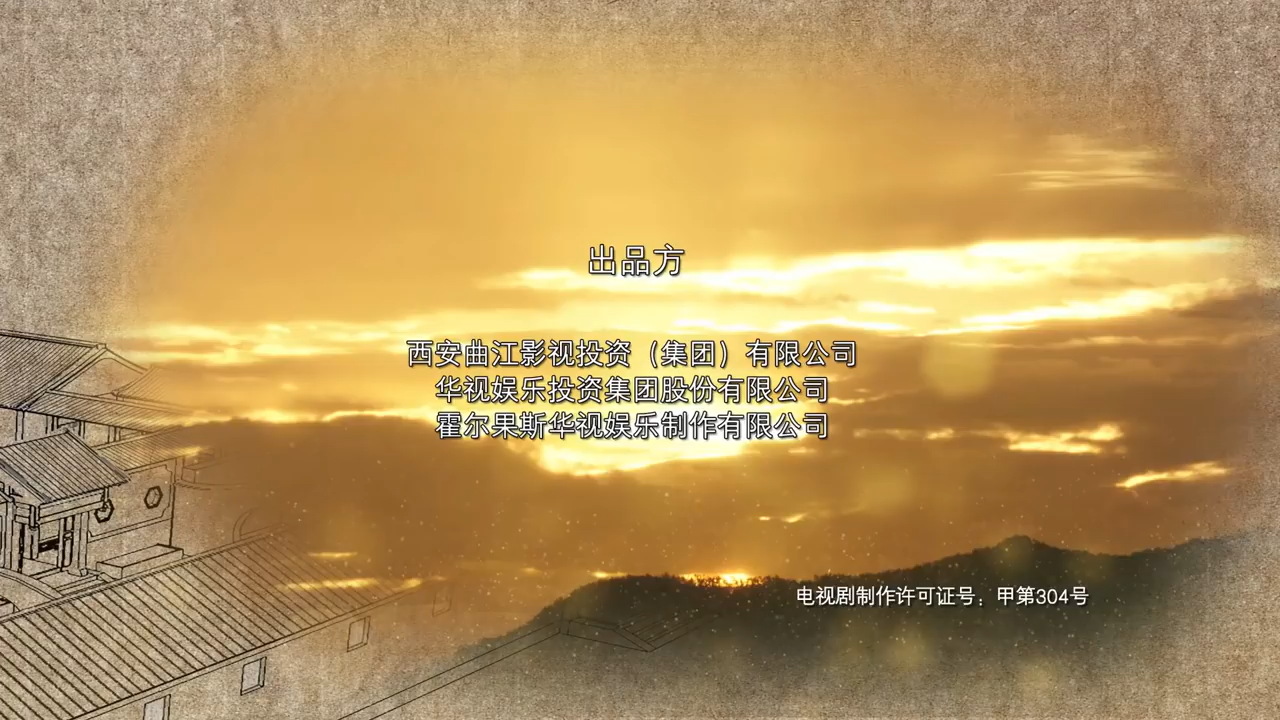 出品方
西安曲江影视投资（集团）有限公司
华视娱乐投资集团股份有限公司
霍尔果斯华视娱乐制作有限公司
电视剧制作许可证号：甲第304号